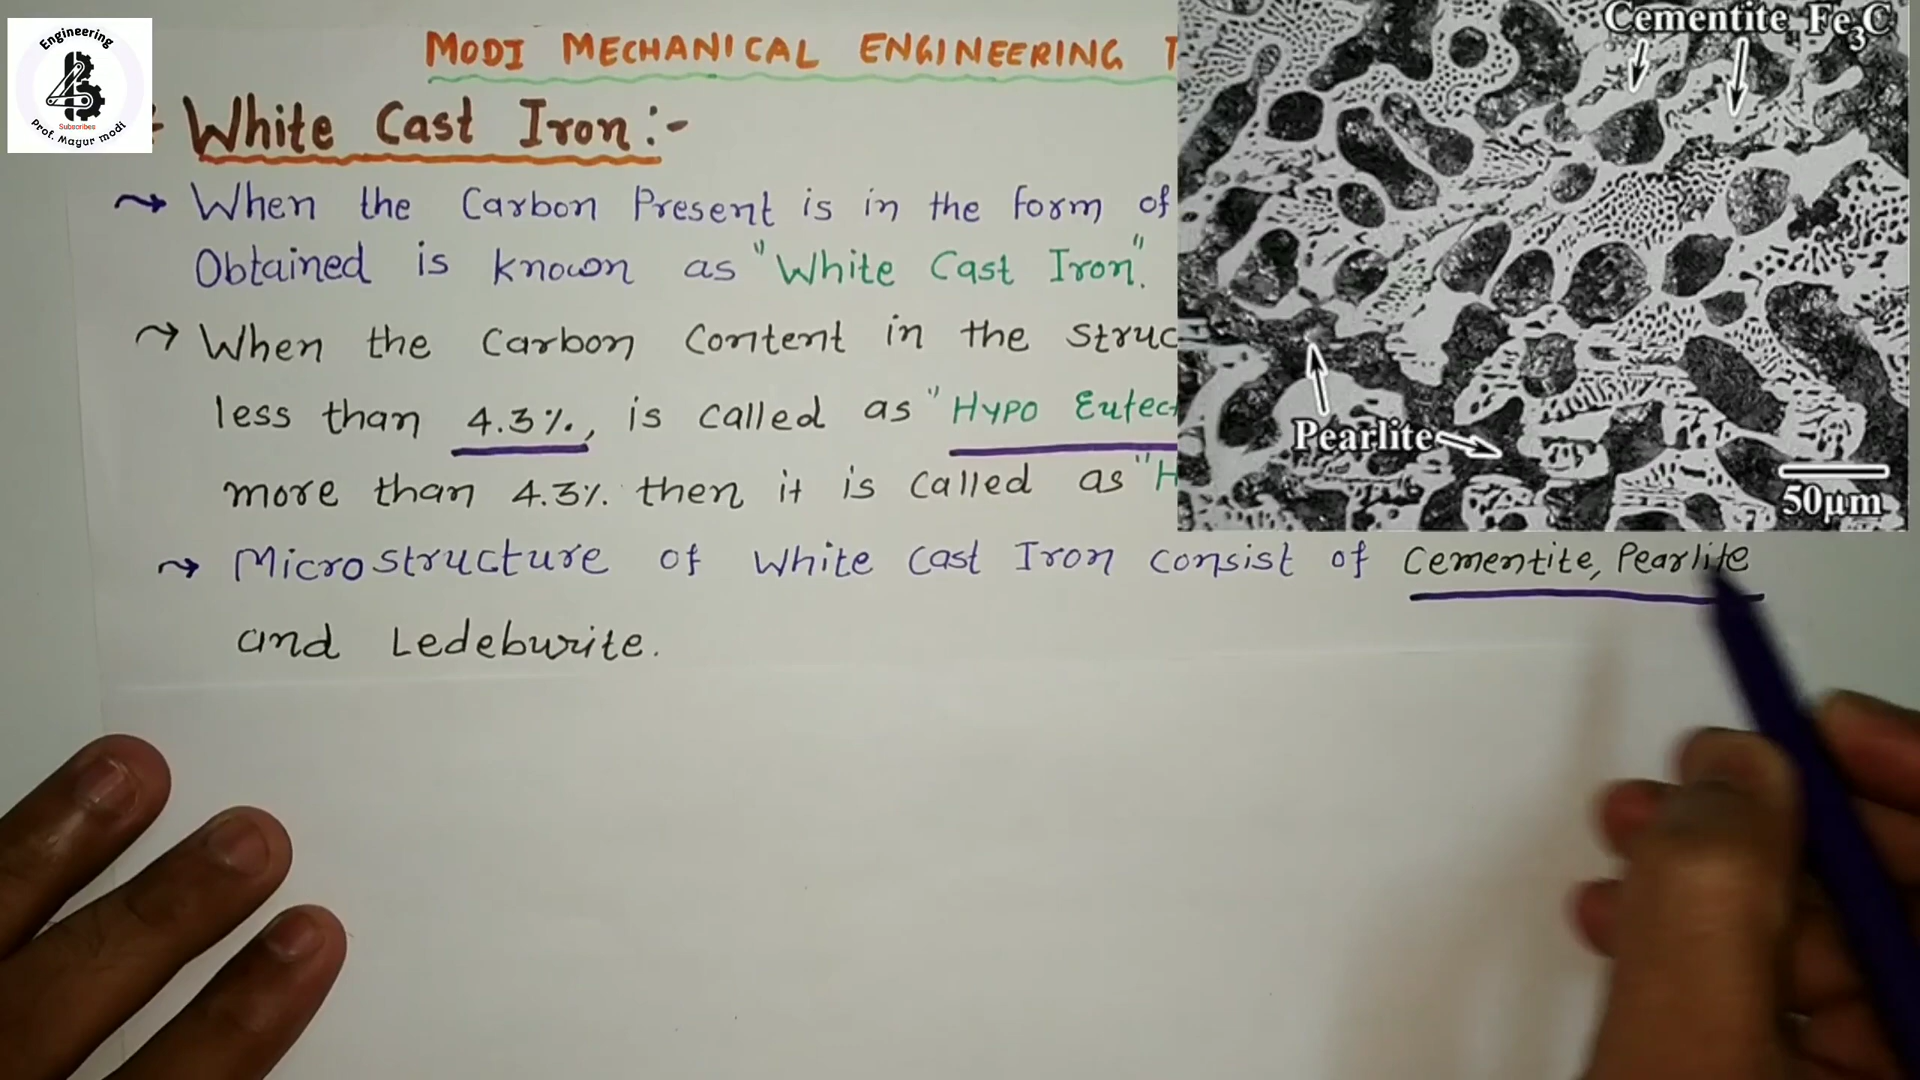 Engineering
Subscribes
Prof. Mayur modi
MODI MECHANICAL ENGINEERING T
White Cast Iron:-
When the Carbon Present is in the form of
Obtained is known as "White Cast Iron".
When the Carbon Content in the Struc
less than 4.3%, is called as "Hypo Eutect
more than 4.3% then it is called as "H
Microstructure of White Cast Iron consist of Cementite, Pearlite
and Ledeburite.
Cementite Fe3C
Pearlite
50μm